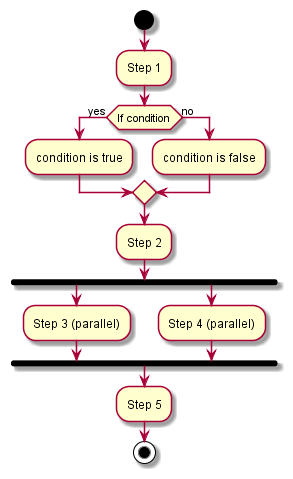 Step 1
yes
If condition
no
condition is true
condition is false
Step 2
Step 3 (parallel)
Step 4 (parallel)
Step 5